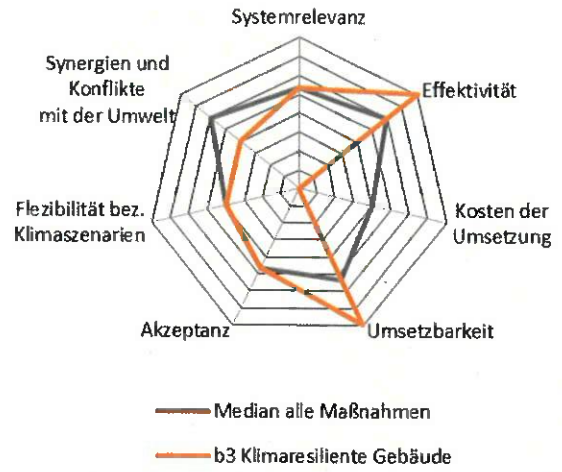 Systemrelevanz
Synergien und
Konflikte
mit der Umwelt
Effektivität
Flezibilität bez.
Klimaszenarien
Kosten der
Umsetzung
Akzeptanz
Umsetzbarkeit
Median alle Maßnahmen
b3 Klimaresiliente Gebäude